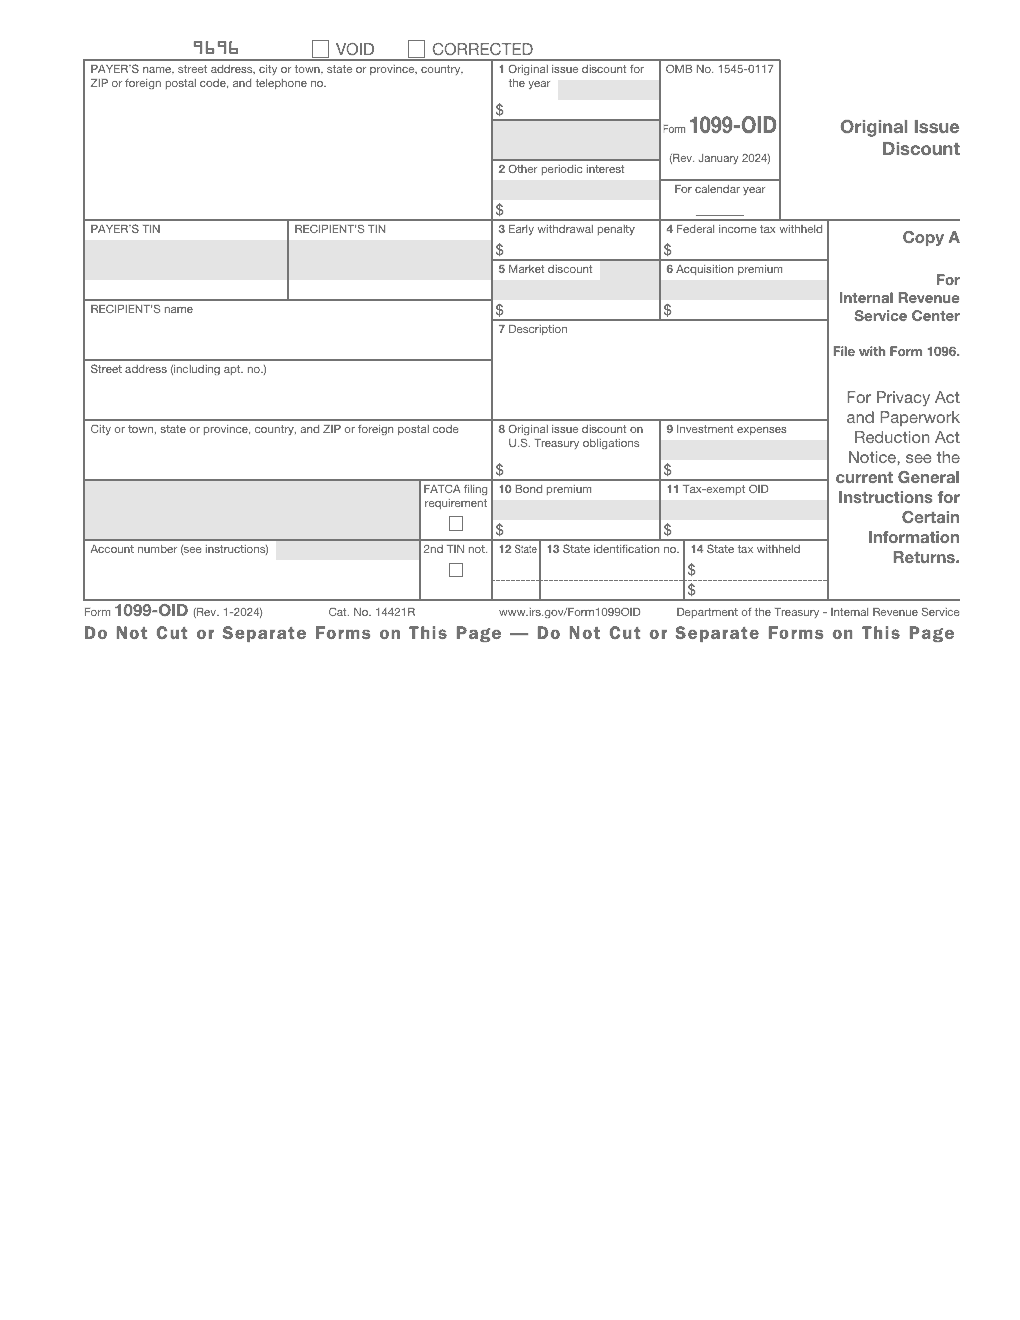 9696
VOID
CORRECTED
PAYER'S name, street address, city or town, state or province, country,
ZIP or foreign postal code, and telephone no.
1 Original issue discount for
the year
$
2 Other periodic interest
$
OMB No. 1545-0117
Form 1099-OID
(Rev. January 2024)
For calendar year
Original Issue
Discount
PAYER'S TIN
RECIPIENT'S TIN
3 Early withdrawal penalty
$
4 Federal income tax withheld
$
5 Market discount
$
6 Acquisition premium
$
RECIPIENT'S name
7 Description
Street address (including apt. no.)
City or town, state or province, country, and ZIP or foreign postal code
8 Original issue discount on
U.S. Treasury obligations
$
9 Investment expenses
$
FATCA filing
requirement
10 Bond premium
$
11 Tax-exempt OID
$
Account number (see instructions)
2nd TIN not.
12 State
13 State identification no.
14 State tax withheld
$
$
Copy A
For
Internal Revenue
Service Center
File with Form 1096.
For Privacy Act
and Paperwork
Reduction Act
Notice, see the
current General
Instructions for
Certain
Information
Returns.
Form 1099-OID (Rev. 1-2024)
Cat. No. 14421R
www.irs.gov/Form1099OID
Department of the Treasury - Internal Revenue Service
Do Not Cut or Separate Forms on This Page — Do Not Cut or Separate Forms on This Page